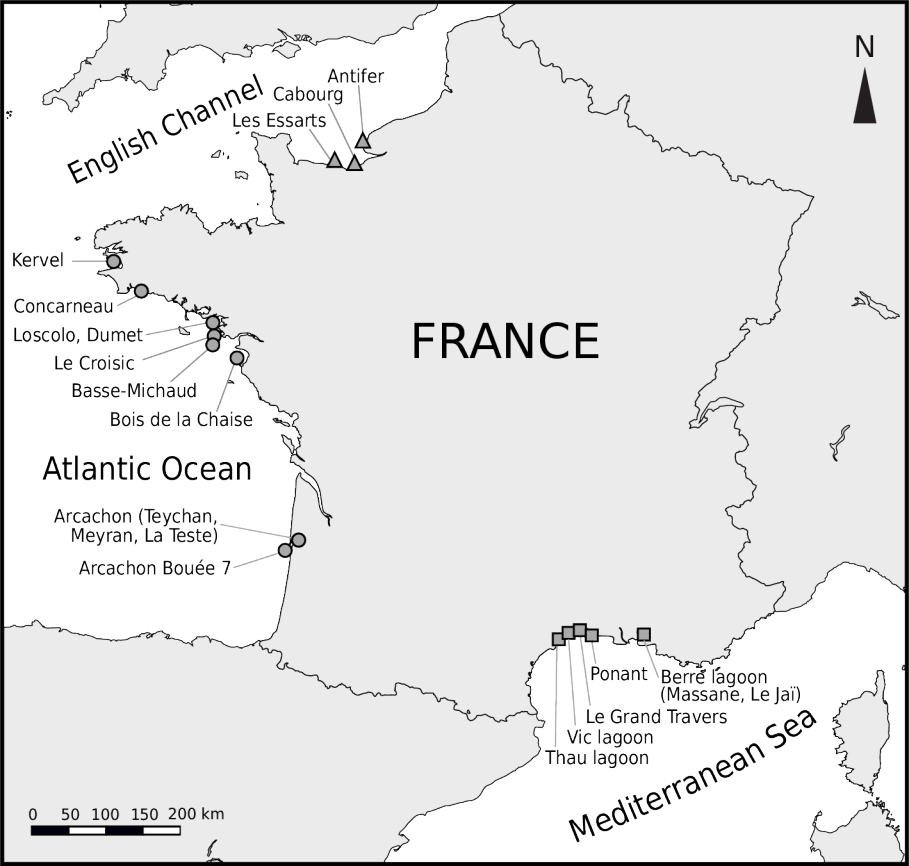 N
Antifer
Cabourg
Les Essarts
English Channel
Kervel
Concarneau
Loscolo, Dumet
Le Croisic
Basse-Michaud
Bois de la Chaise
FRANCE
Atlantic Ocean
Arcachon (Teychan,
Meyran, La Teste)
Arcachon Bouée 7
Ponant
Berre lagoon
(Massane, Le Jaï)
Le Grand Travers
Vic lagoon
Thau lagoon
Mediterranean Sea
0 50 100 150 200 km